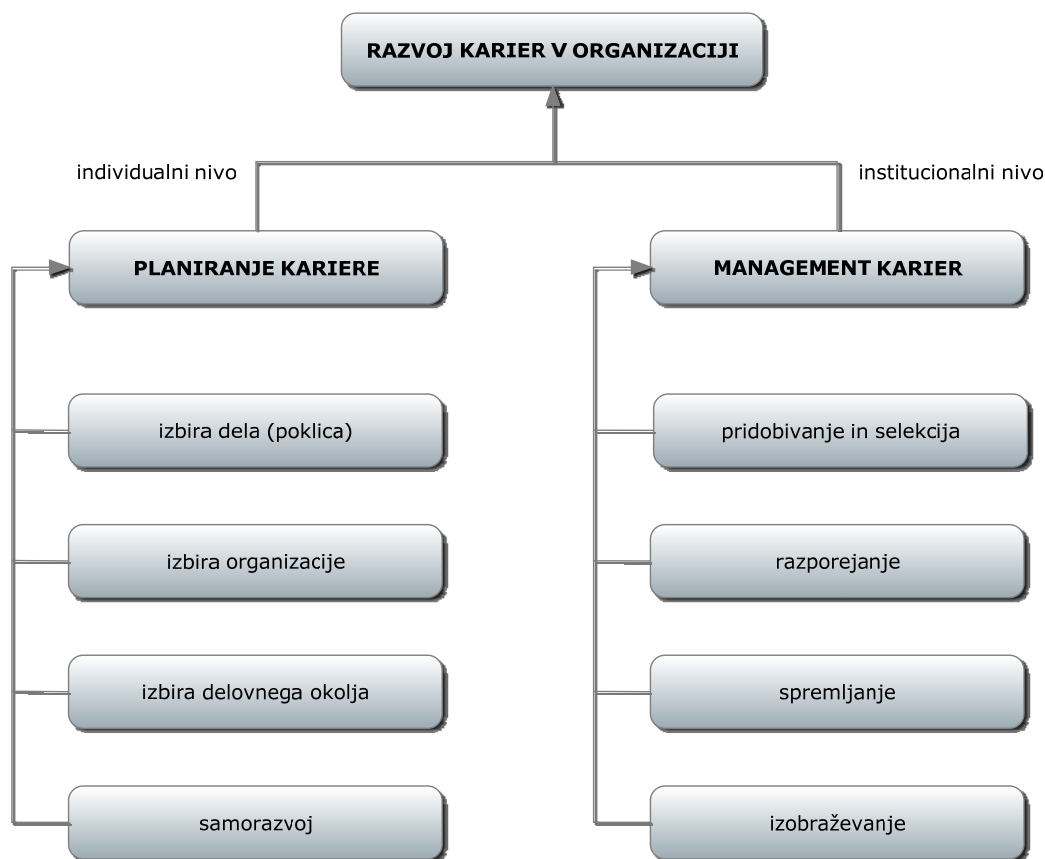 RAZVOJ KARIER V ORGANIZACIJI
individualni nivo
institucionalni nivo
PLANIRANJE KARIERE
MANAGEMENT KARIER
izbira dela (poklica)
pridobivanje in selekcija
izbira organizacije
razporejanje
izbira delovnega okolja
spremljanje
samorazvoj
izobraževanje